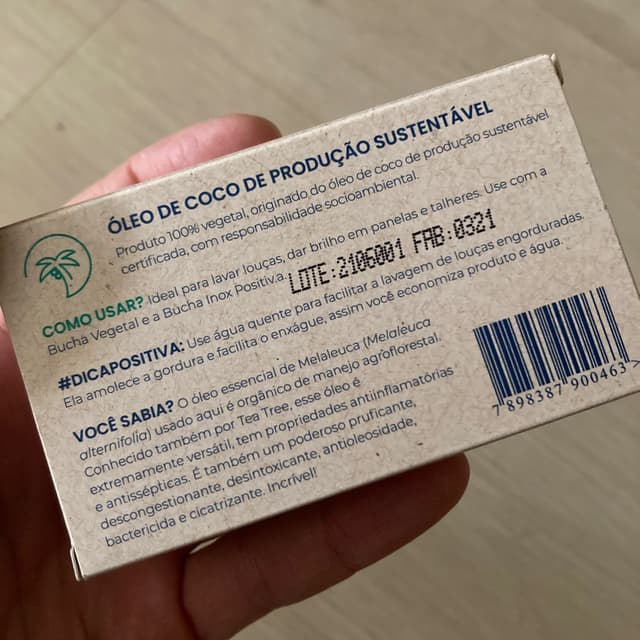 ÓLEO DE COCO DE PRODUÇÃO SUSTENTÁVEL
Produto 100% vegetal, originado do óleo de coco de produção sustentável
certificada, com responsabilidade socioambiental.
COMO USAR? Ideal para lavar louças, dar brilho em panelas e talheres. Use com a
Bucha Vegetal e a Bucha Inox Positiv.a
LOTE:2106001 FAB:0321
#DICAPOSITIVA: Use água quente para facilitar a lavagem de louças engorduradas.
Ela amolece a gordura e facilita o enxágue, assim você economiza produto e água.
VOCÊ SABIA? O óleo essencial de Melaleuca (Melaleuca
alternifolia) usado aqui é orgânico de manejo agroflorestal.
Conhecido também por Tea Tree, esse óleo é
extremamente versátil, tem propriedades antiinflamatórias
e antissépticas. É também um poderoso pruficante,
descongestionante, desintoxicante, antioleosidade,
bactericida e cicatrizante. Incrível!
7 898387 900463